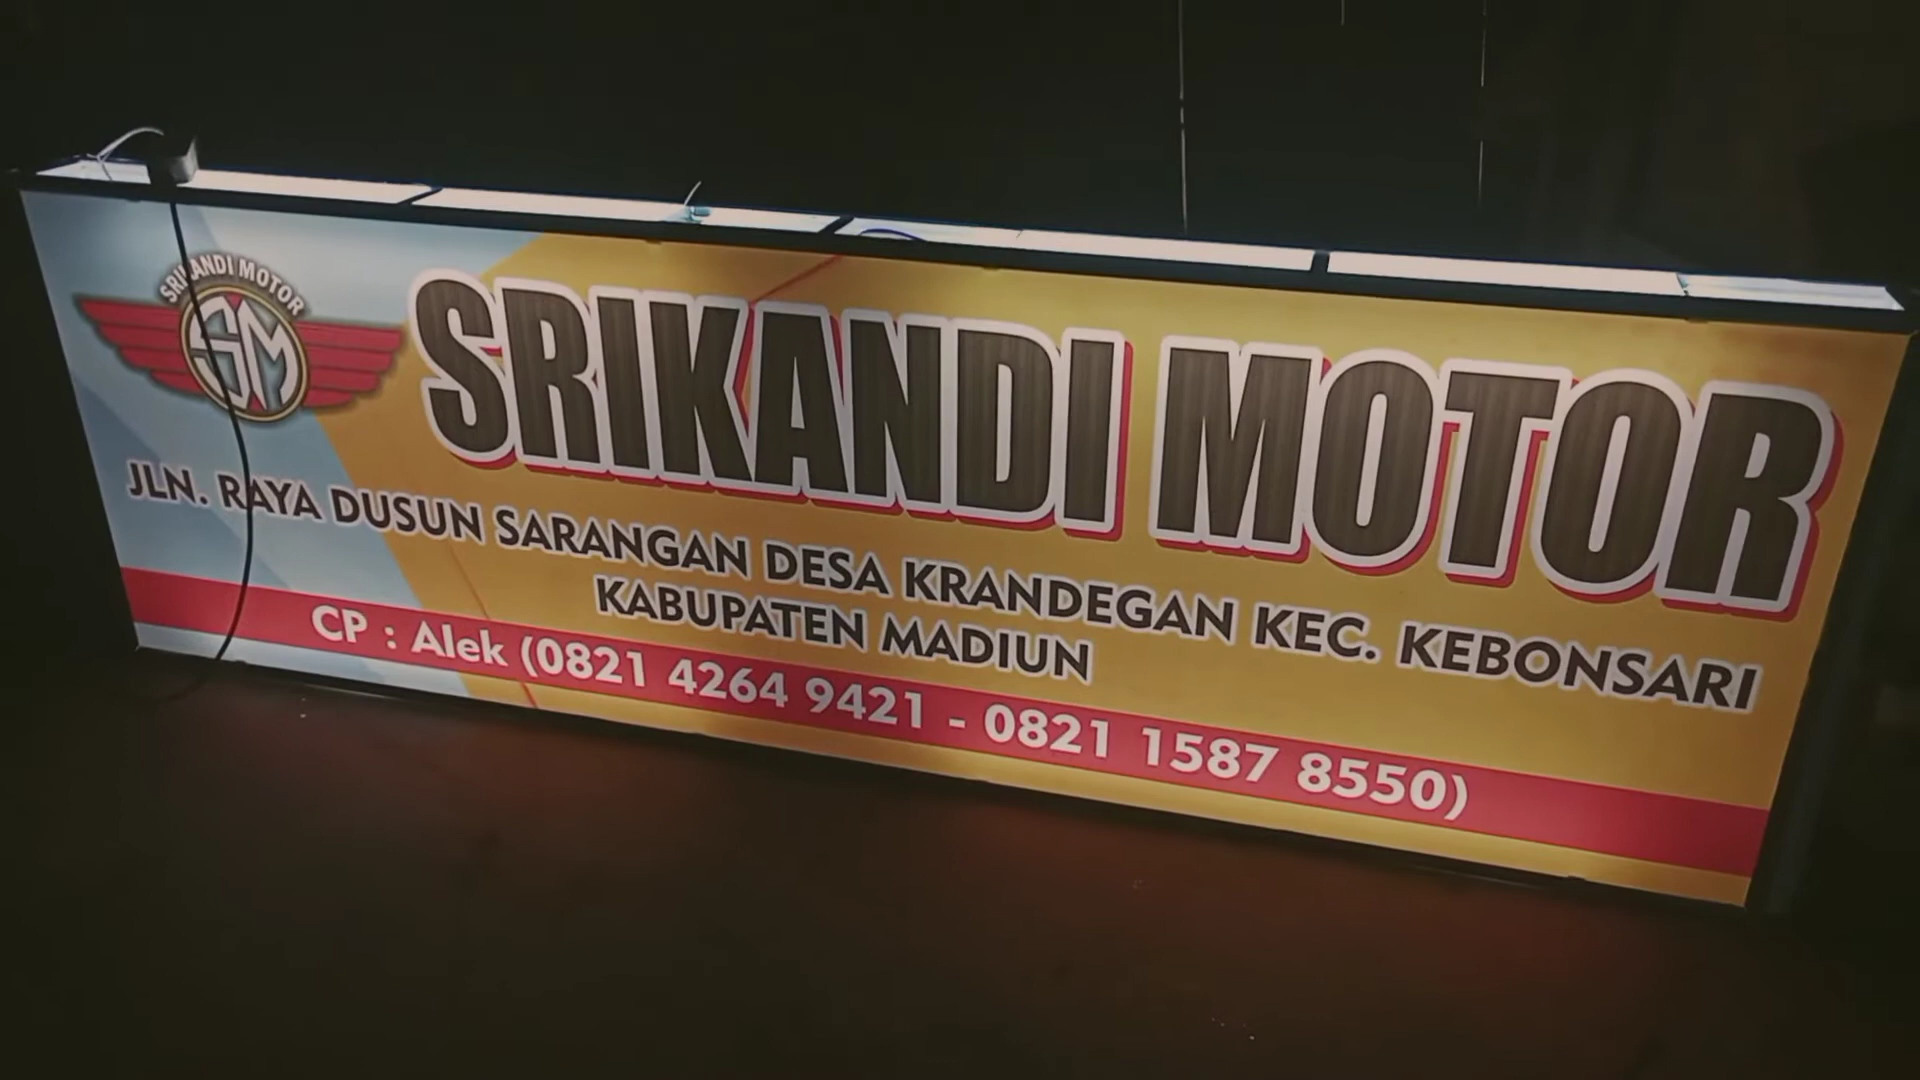 SRIKANDI MOTOR
SM
SRIKANDI MOTOR
JLN. RAYA DUSUN SARANGAN DESA KRANDEGAN KEC. KEBONSARI
KABUPATEN MADIUN
CP : Alek (0821 4264 9421 - 0821 1587 8550)